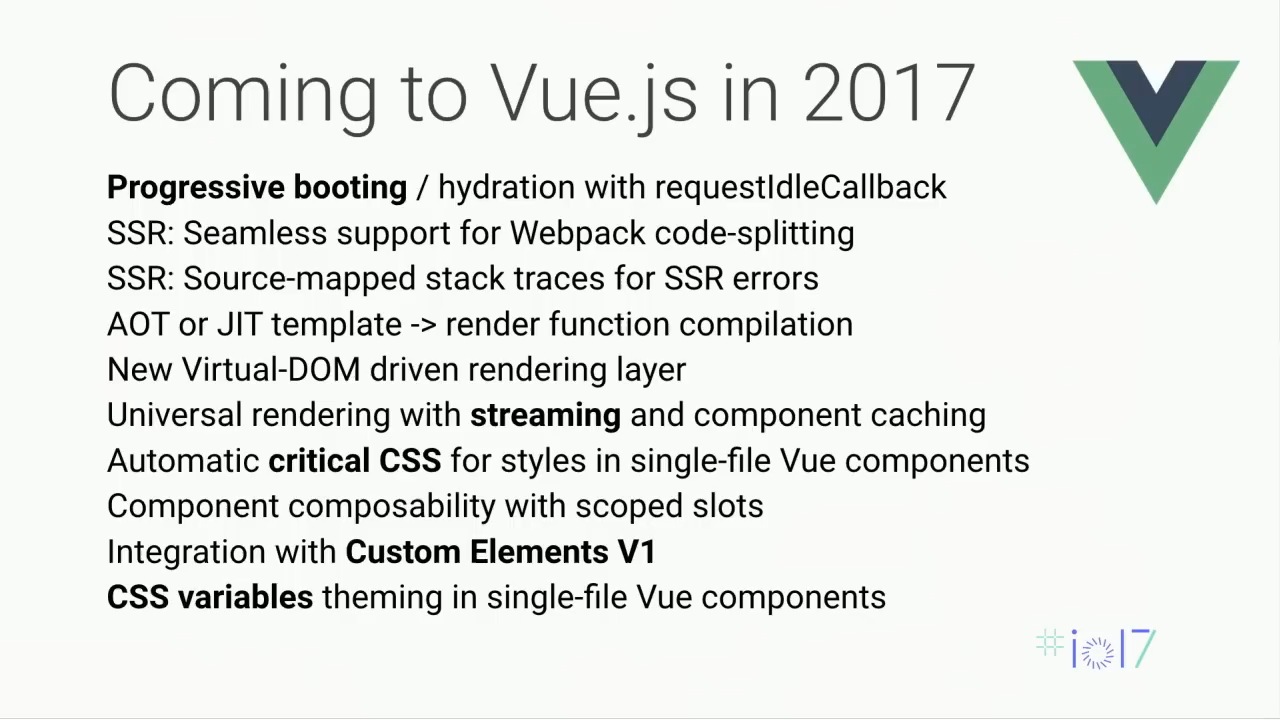 Coming to Vue.js in 2017
Progressive booting / hydration with requestIdleCallback
SSR: Seamless support for Webpack code-splitting
SSR: Source-mapped stack traces for SSR errors
AOT or JIT template -> render function compilation
New Virtual-DOM driven rendering layer
Universal rendering with streaming and component caching
Automatic critical CSS for styles in single-file Vue components
Component composability with scoped slots
Integration with Custom Elements V1
CSS variables theming in single-file Vue components
#io17